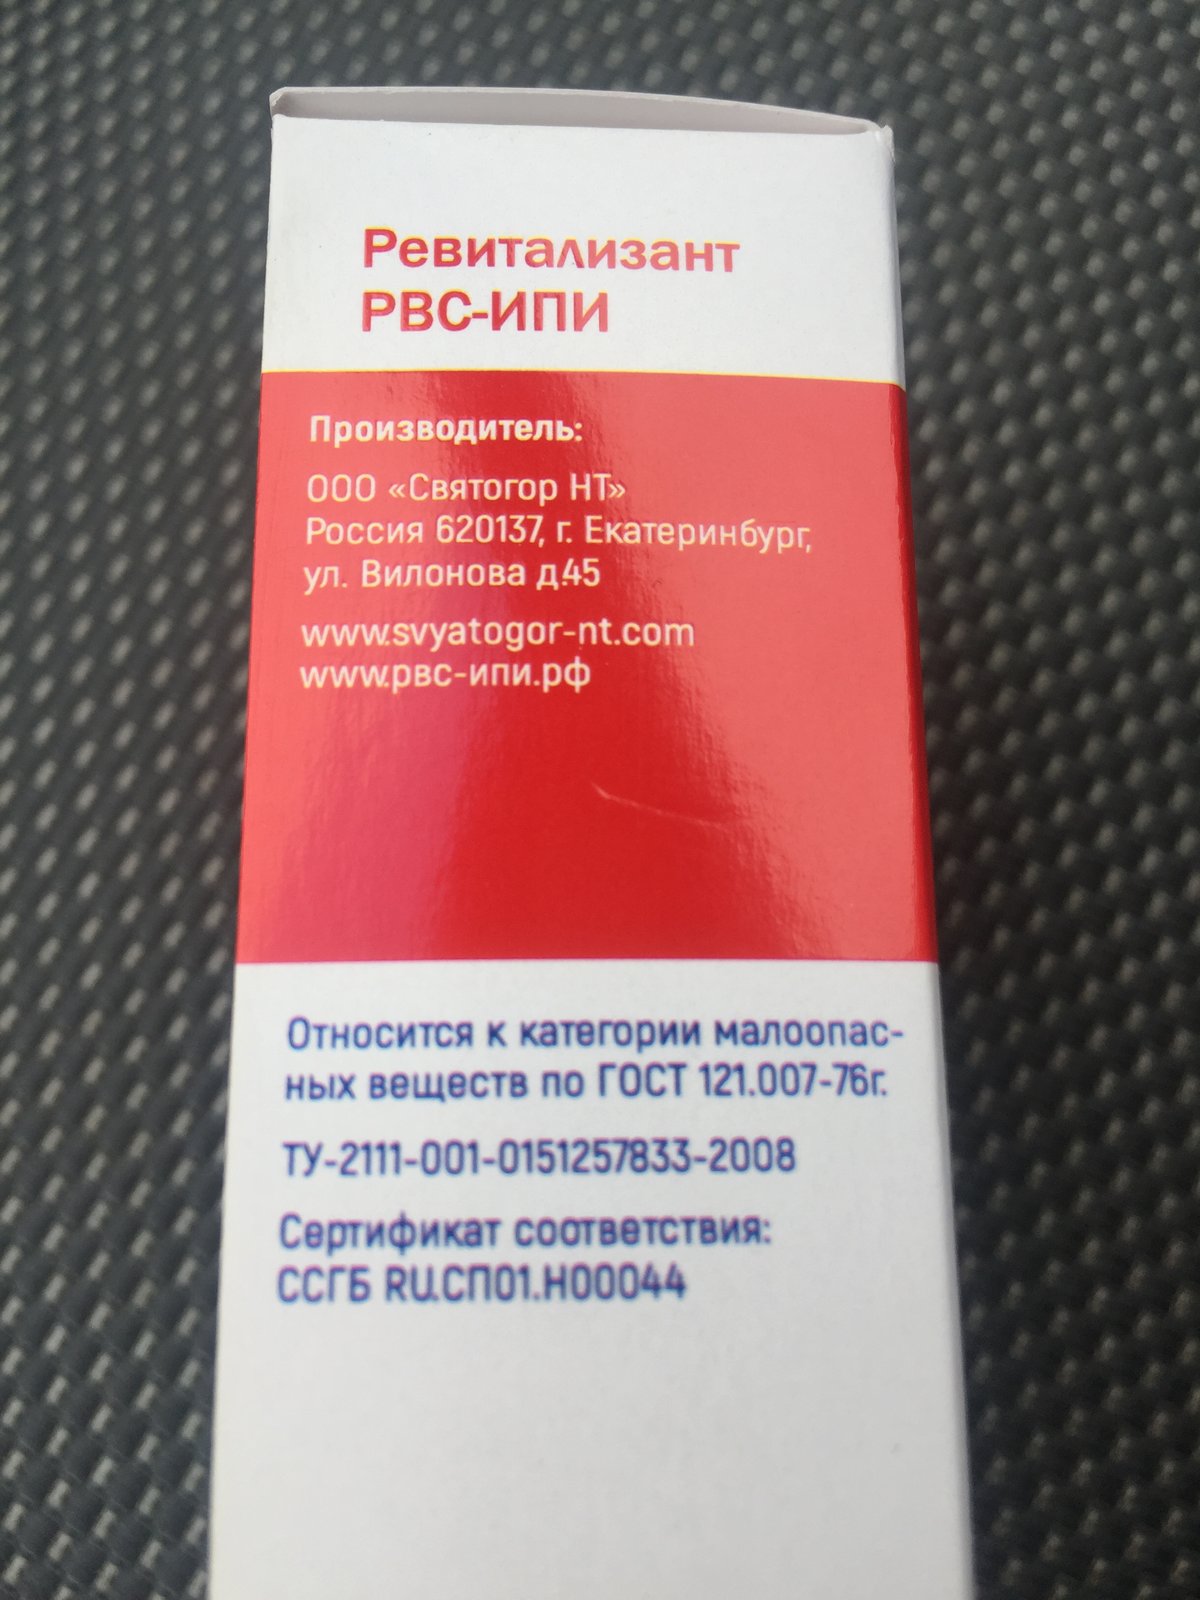 Ревитализант
РВС-ИПИ
Производитель:
ООО «Святогор НТ»
Россия 620137, г. Екатеринбург,
ул. Вилонова д.45
www.svyatogor-nt.com
www.рвс-ипи.рф
Относится к категории малоопас-
ных веществ по ГОСТ 121.007-76г.
ТУ-2111-001-0151257833-2008
Сертификат соответствия:
ССГБ RU.СП01.Н00044